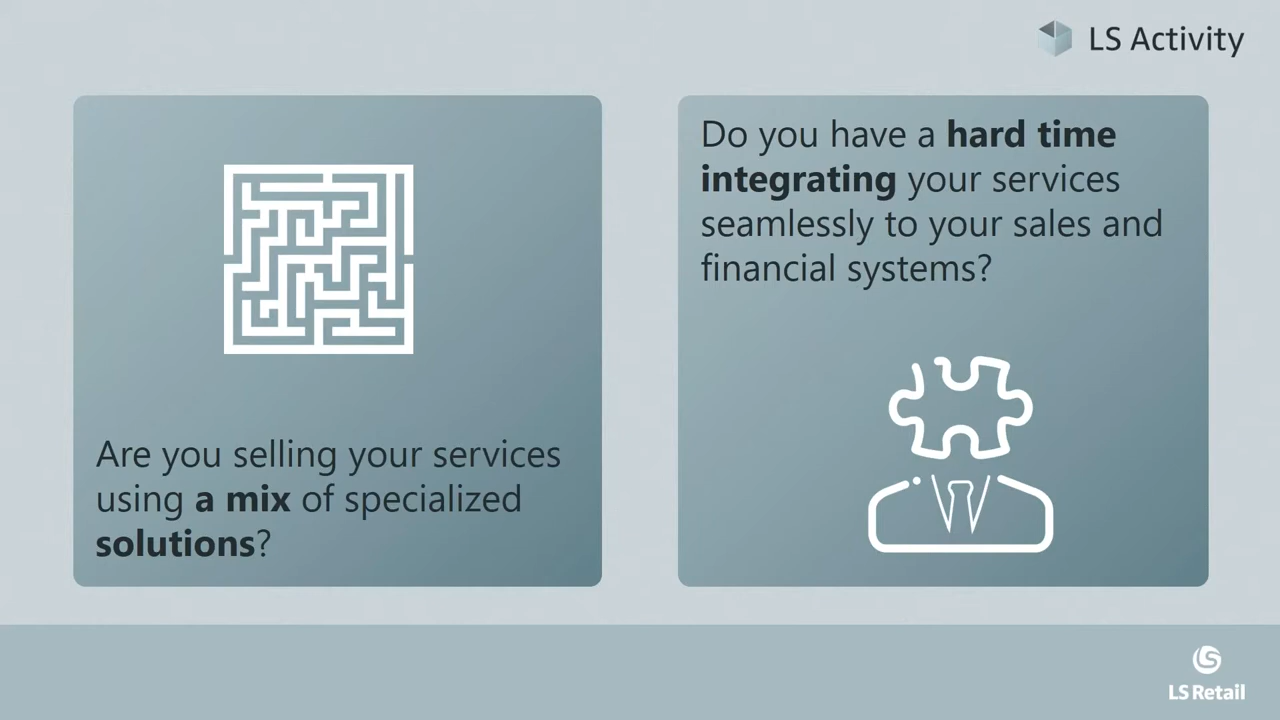 LS Activity
Are you selling your services
using a mix of specialized
solutions?
Do you have a hard time
integrating your services
seamlessly to your sales and
financial systems?
LS Retail